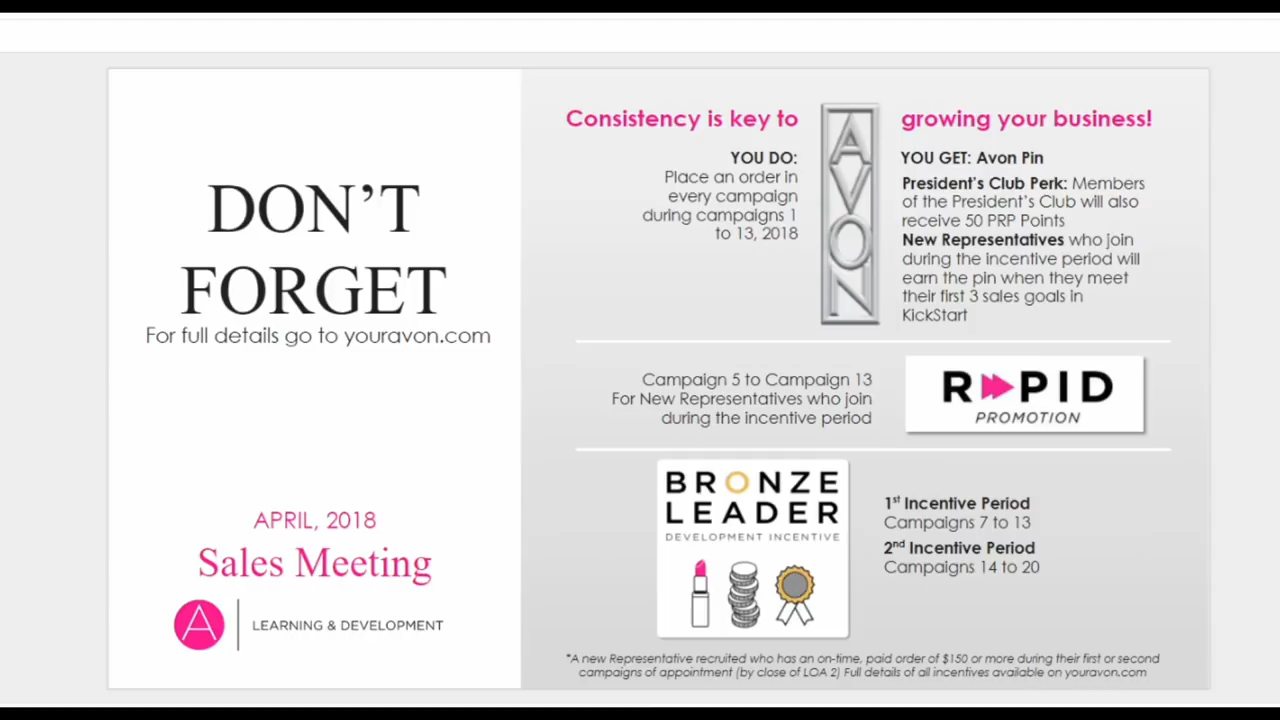 DON'T
FORGET
For full details go to youravon.com
APRIL, 2018
Sales Meeting
A
LEARNING & DEVELOPMENT
Consistency is key to
YOU DO:
Place an order in
every campaign
during campaigns 1
to 13, 2018
AVON
growing your business!
YOU GET: Avon Pin
President's Club Perk: Members
of the President's Club will also
receive 50 PRP Points
New Representatives who join
during the incentive period will
earn the pin when they meet
their first 3 sales goals in
KickStart
Campaign 5 to Campaign 13
For New Representatives who join
during the incentive period
RAPID
PROMOTION
BRONZE
LEADER
DEVELOPMENT INCENTIVE
1st Incentive Period
Campaigns 7 to 13
2nd Incentive Period
Campaigns 14 to 20
*A new Representative recruited who has an on-time, paid order of $150 or more during their first or second
campaigns of appointment (by close of LOA 2) Full details of all incentives available on youravon.com